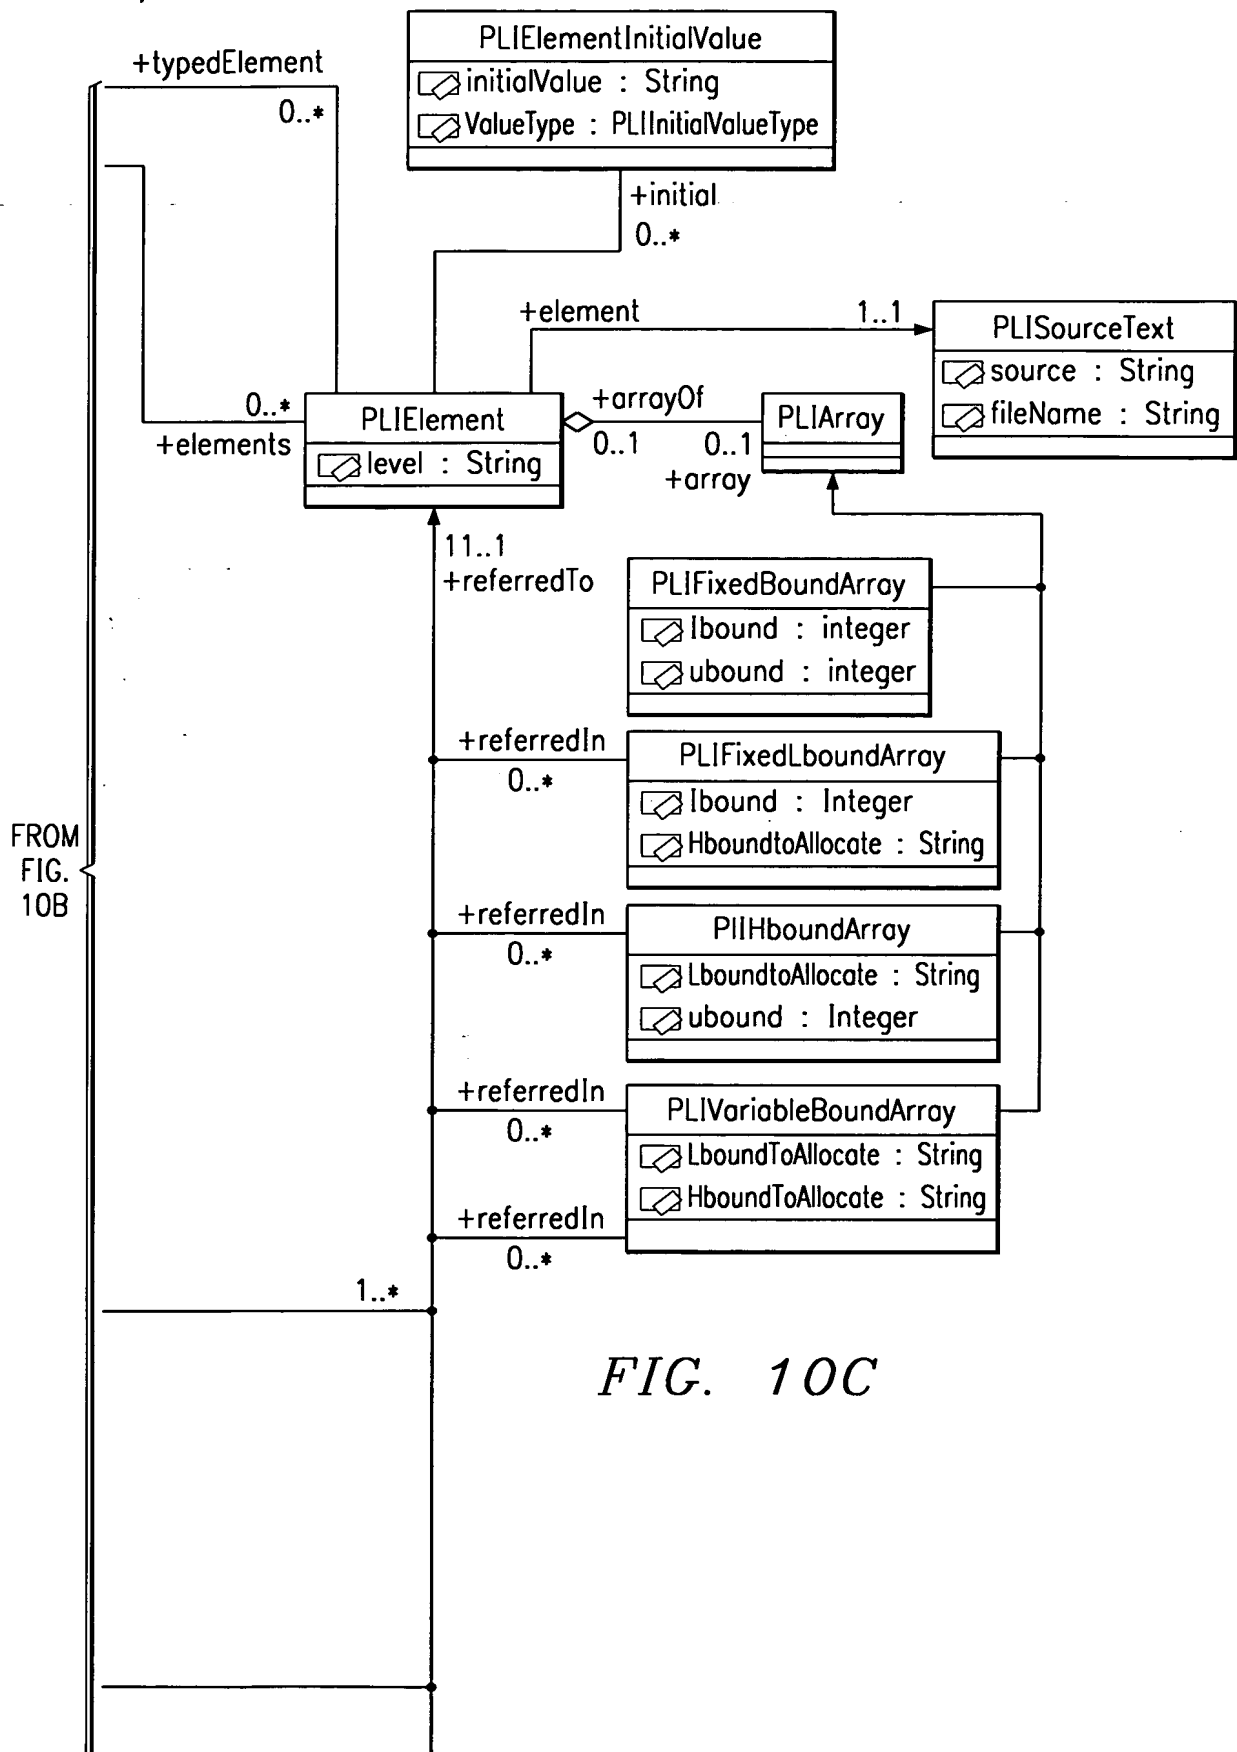 PLIElementInitialValue
initialValue : String
ValueType : PLIInitialValueType
+typedElement
0..*
+initial
0..*
+element
1..1
PLISourceText
source : String
fileName : String
0..*
+elements
PLIElement
level : String
+arrayOf
0..1
0..1
+array
PLIArray
11..1
+referredTo
PLIFixedBoundArray
lbound : integer
ubound : integer
+referredIn
0..*
PLIFixedLboundArray
lbound : Integer
HboundtoAllocate : String
FROM
FIG.
10B
+referredIn
0..*
PlIHboundArray
LboundtoAllocate : String
ubound : Integer
+referredIn
0..*
PLIVariableBoundArray
LboundToAllocate : String
HboundToAllocate : String
+referredIn
0..*
1..*
FIG. 10C